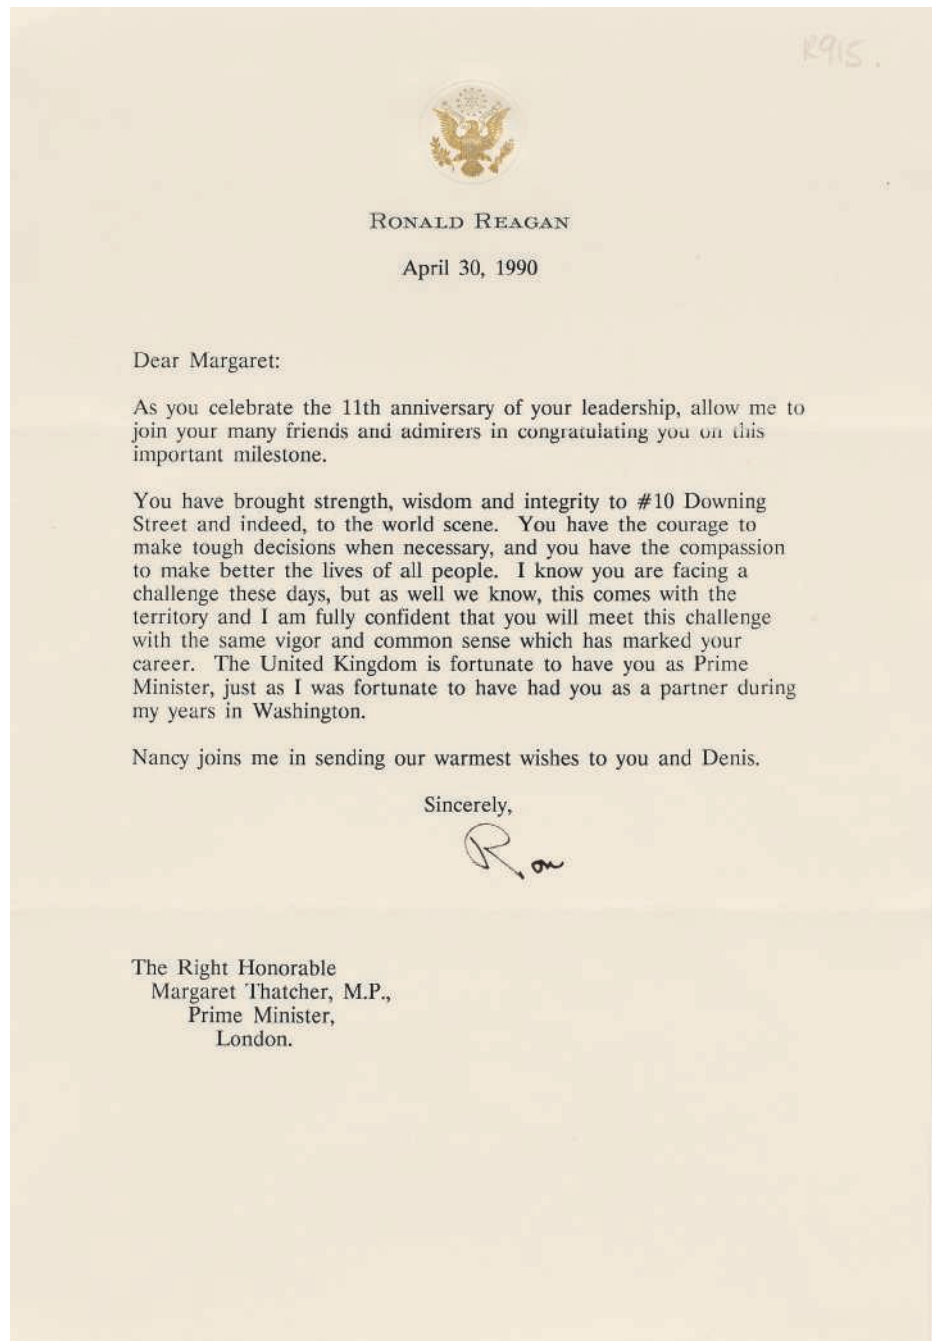 R915.
RONALD REAGAN
April 30, 1990
Dear Margaret:
As you celebrate the 11th anniversary of your leadership, allow me to
join your many friends and admirers in congratulating you on this
important milestone.
You have brought strength, wisdom and integrity to #10 Downing
Street and indeed, to the world scene. You have the courage to
make tough decisions when necessary, and you have the compassion
to make better the lives of all people. I know you are facing a
challenge these days, but as well we know, this comes with the
territory and I am fully confident that you will meet this challenge
with the same vigor and common sense which has marked your
career. The United Kingdom is fortunate to have you as Prime
Minister, just as I was fortunate to have had you as a partner during
my years in Washington.
Nancy joins me in sending our warmest wishes to you and Denis.
Sincerely,
Ron
The Right Honorable
Margaret Thatcher, M.P.,
Prime Minister,
London.